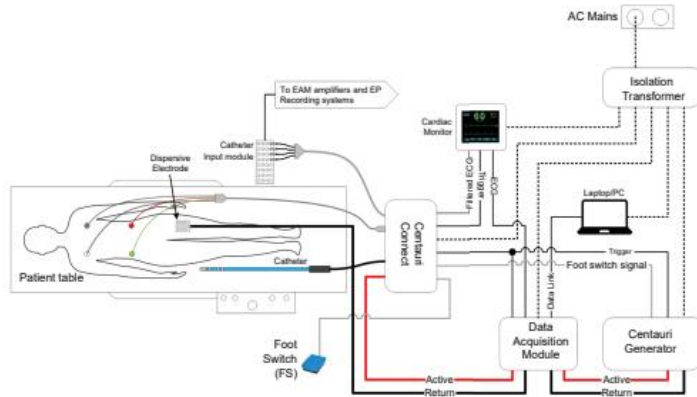 AC Mains
To EAM amplifiers and EP
Recording systems
Isolation
Transformer
Cardiac
Monitor
60
Catheter
Input module
Dispersive
Electrode
Filtered ECG
Trigger
ECG
Laptop/PC
Centauri
Connect
Patient table
Catheter
Trigger
Foot switch signal
Data Link
Foot
Switch
(FS)
Data
Acquisition
Module
Centauri
Generator
Active
Return
Active
Return